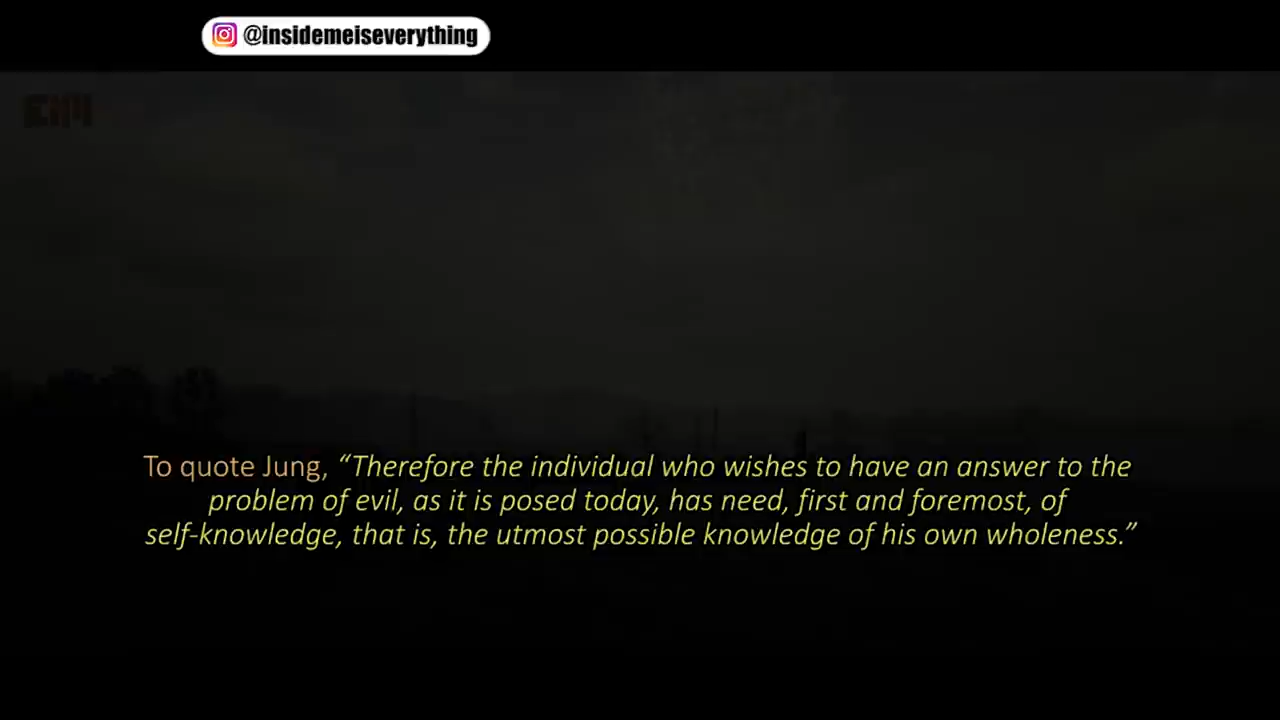 @insidemeiseverything
To quote Jung, “Therefore the individual who wishes to have an answer to the
problem of evil, as it is posed today, has need, first and foremost, of
self-knowledge, that is, the utmost possible knowledge of his own wholeness.”